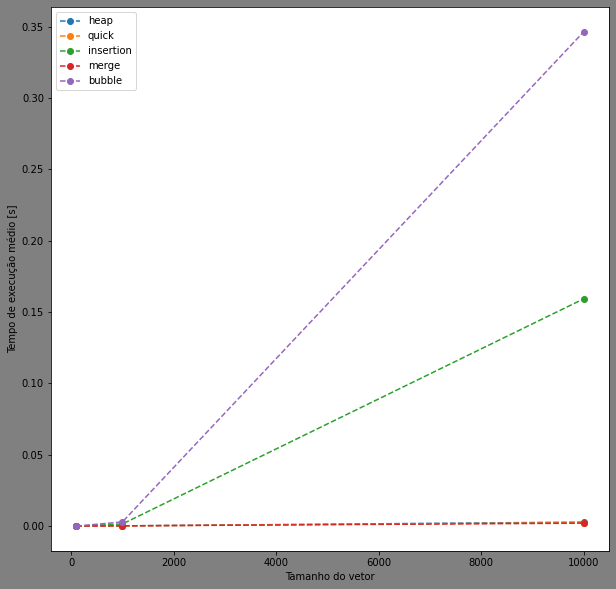 heap
quick
insertion
merge
bubble
0.35
0.30
0.25
0.20
0.15
0.10
0.05
0.00
Tempo de execução médio [s]
0 2000 4000 6000 8000 10000
Tamanho do vetor